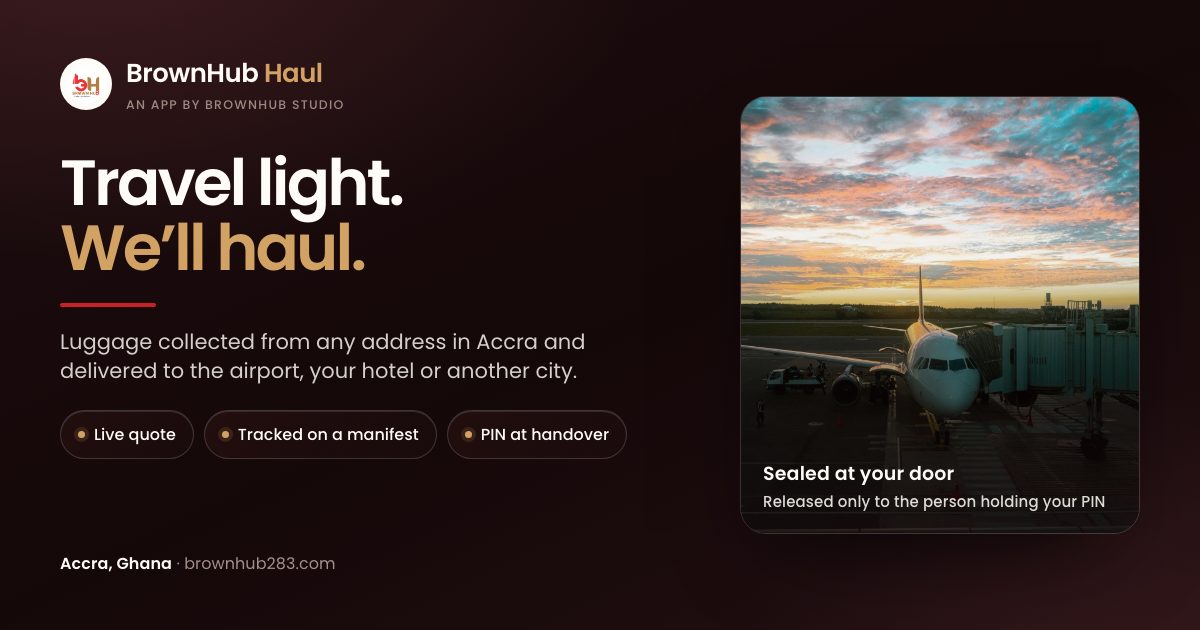 BrownHub Haul
AN APP BY BROWNHUB STUDIO
Travel light.
We’ll haul.
Luggage collected from any address in Accra and
delivered to the airport, your hotel or another city.
Live quote
Tracked on a manifest
PIN at handover
Sealed at your door
Released only to the person holding your PIN
Accra, Ghana · brownhub283.com